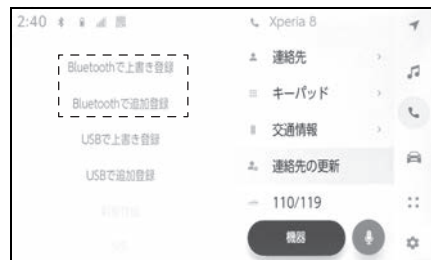 2:40
Bluetoothで上書き登録
Bluetoothで追加登録
USBで上書き登録
USBで追加登録
Xperia 8
連絡先
キーパッド
交通情報
連絡先の更新
110/119
機器